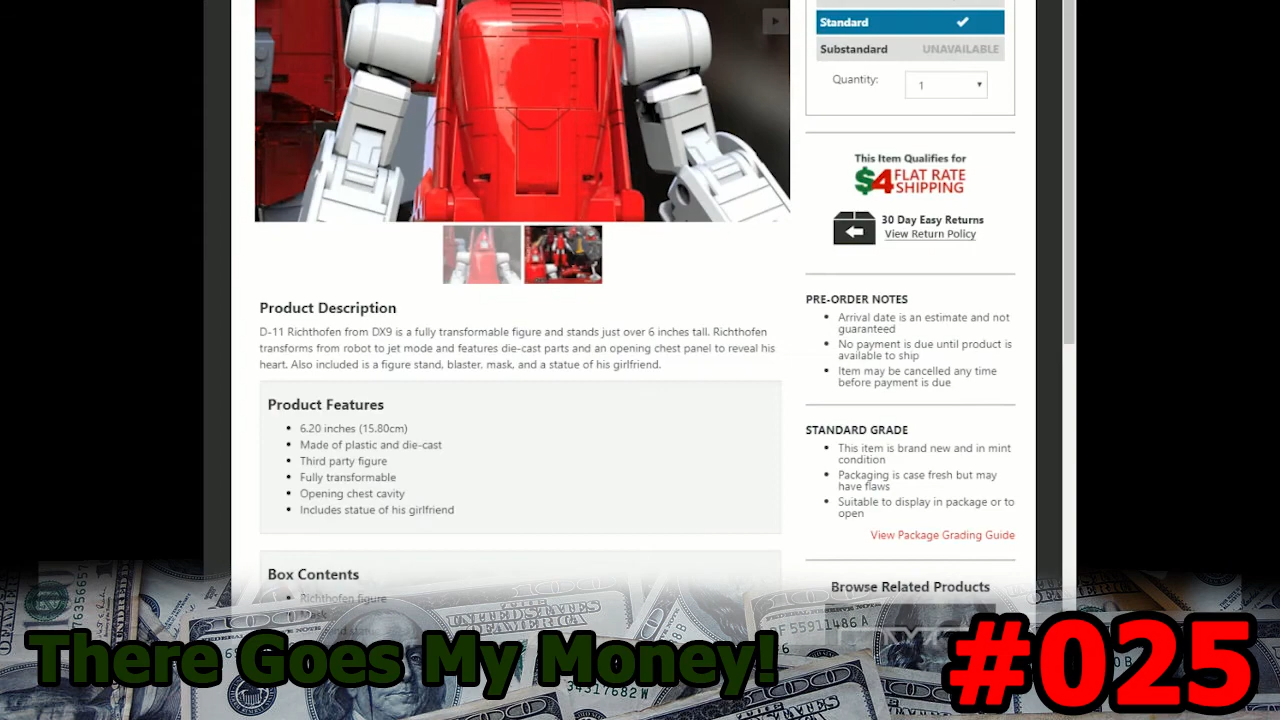 Standard
Substandard UNAVAILABLE
Quantity: 1
This Item Qualifies for
$4 FLAT RATE SHIPPING
30 Day Easy Returns
View Return Policy
Product Description
D-11 Richthofen from DX9 is a fully transformable figure and stands just over 6 inches tall. Richthofen
transforms from robot to jet mode and features die-cast parts and an opening chest panel to reveal his
heart. Also included is a figure stand, blaster, mask, and a statue of his girlfriend.
Product Features
6.20 inches (15.80cm)
Made of plastic and die-cast
Third party figure
Fully transformable
Opening chest cavity
Includes statue of his girlfriend
Box Contents
Richthofen figure
Mask
PRE-ORDER NOTES
Arrival date is an estimate and not
guaranteed
No payment is due until product is
available to ship
Item may be cancelled any time
before payment is due
STANDARD GRADE
This item is brand new and in mint
condition
Packaging is case fresh but may
have flaws
Suitable to display in package or to
open
View Package Grading Guide
Browse Related Products
There Goes My Money!
#025